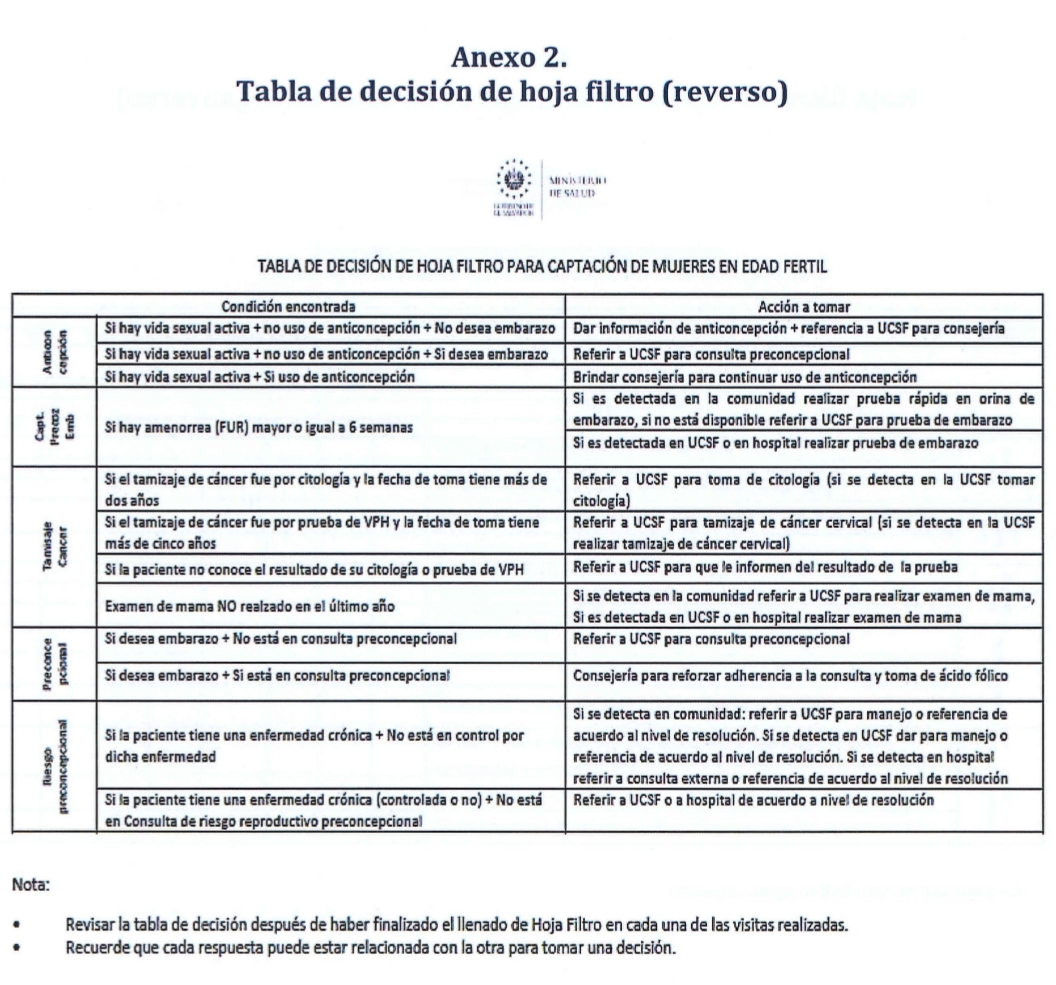 Anexo 2.
Tabla de decisión de hoja filtro (reverso)
MINISTERIO
DE SALUD
GOBIERNO DE
EL SALVADOR
TABLA DE DECISIÓN DE HOJA FILTRO PARA CAPTACIÓN DE MUJERES EN EDAD FERTIL
Condición encontrada
Acción a tomar
Anticon
cepción
Si hay vida sexual activa + no uso de anticoncepción + No desea embarazo
Dar información de anticoncepción + referencia a UCSF para consejería
Si hay vida sexual activa + no uso de anticoncepción + Si desea embarazo
Referir a UCSF para consulta preconcepcional
Si hay vida sexual activa + Si uso de anticoncepción
Brindar consejería para continuar uso de anticoncepción
Capt.
Precoz
Emb
Si hay amenorrea (FUR) mayor o igual a 6 semanas
Si es detectada en la comunidad realizar prueba rápida en orina de
embarazo, si no está disponible referir a UCSF para prueba de embarazo
Si es detectada en UCSF o en hospital realizar prueba de embarazo
Tamisaje
Cancer
Si el tamizaje de cáncer fue por citología y la fecha de toma tiene más de
dos años
Referir a UCSF para toma de citología (si se detecta en la UCSF tomar
citología)
Si el tamizaje de cáncer fue por prueba de VPH y la fecha de toma tiene
más de cinco años
Referir a UCSF para tamizaje de cáncer cervical (si se detecta en la UCSF
realizar tamizaje de cáncer cervical)
Si la paciente no conoce el resultado de su citología o prueba de VPH
Referir a UCSF para que le informen del resultado de la prueba
Examen de mama NO realzado en el último año
Si se detecta en la comunidad referir a UCSF para realizar examen de mama,
Si es detectada en UCSF o en hospital realizar examen de mama
Preconce
pcional
Si desea embarazo + No está en consulta preconcepcional
Referir a UCSF para consulta preconcepcional
Si desea embarazo + Si está en consulta preconcepcional
Consejería para reforzar adherencia a la consulta y toma de ácido fólico
Riesgo
preconcepcional
Si la paciente tiene una enfermedad crónica + No está en control por
dicha enfermedad
Si se detecta en comunidad: referir a UCSF para manejo o referencia de
acuerdo al nivel de resolución. Si se detecta en UCSF dar para manejo o
referencia de acuerdo al nivel de resolución. Si se detecta en hospital
referir a consulta externa o referencia de acuerdo al nivel de resolución
Si la paciente tiene una enfermedad crónica (controlada o no) + No está
en Consulta de riesgo reproductivo preconcepcional
Referir a UCSF o a hospital de acuerdo a nivel de resolución
Nota:
• Revisar la tabla de decisión después de haber finalizado el llenado de Hoja Filtro en cada una de las visitas realizadas.
• Recuerde que cada respuesta puede estar relacionada con la otra para tomar una decisión.